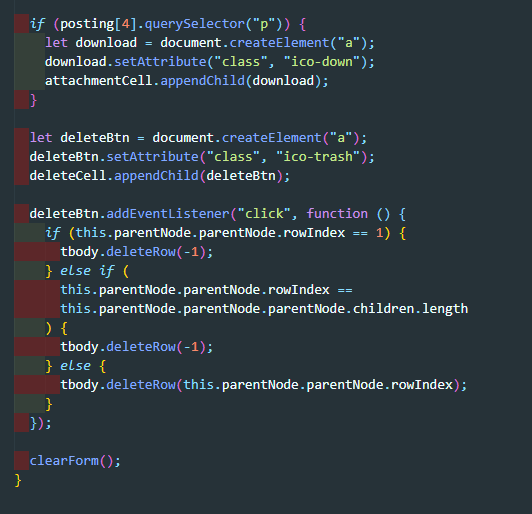 if (posting[4].querySelector("p")) {
let download = document.createElement("a");
download.setAttribute("class", "ico-down");
attachmentCell.appendChild(download);
}
let deleteBtn = document.createElement("a");
deleteBtn.setAttribute("class", "ico-trash");
deleteCell.appendChild(deleteBtn);
deleteBtn.addEventListener("click", function () {
if (this.parentNode.parentNode.rowIndex == 1) {
tbody.deleteRow(-1);
} else if (
this.parentNode.parentNode.rowIndex ==
this.parentNode.parentNode.parentNode.children.length
) {
tbody.deleteRow(-1);
} else {
tbody.deleteRow(this.parentNode.parentNode.rowIndex);
}
});
clearForm();
}